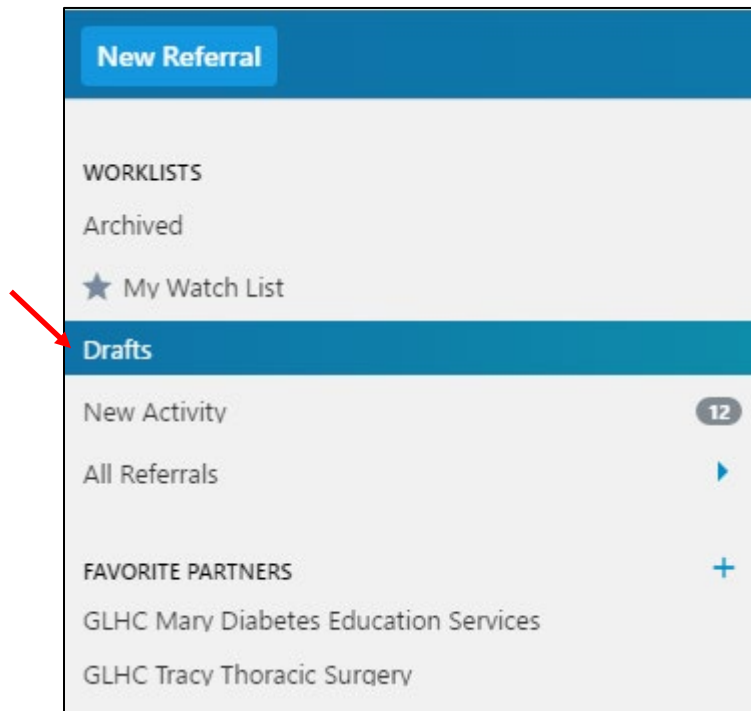 New Referral
WORKLISTS
Archived
My Watch List
Drafts
New Activity 12
All Referrals
FAVORITE PARTNERS
GLHC Mary Diabetes Education Services
GLHC Tracy Thoracic Surgery